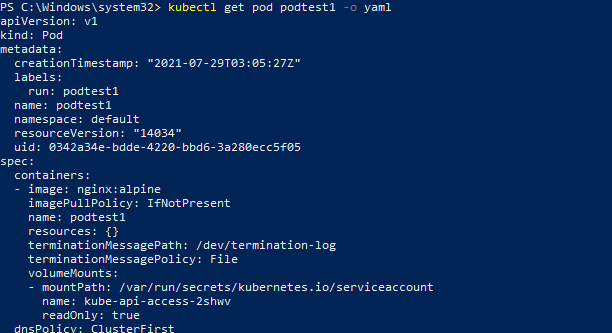 PS C:\Windows\system32> kubectl get pod podtest1 -o yaml
apiVersion: v1
kind: Pod
metadata:
  creationTimestamp: "2021-07-29T03:05:27Z"
  labels:
    run: podtest1
  name: podtest1
  namespace: default
  resourceVersion: "14034"
  uid: 0342a34e-bdde-4220-bbd6-3a280ecc5f05
spec:
  containers:
  - image: nginx:alpine
    imagePullPolicy: IfNotPresent
    name: podtest1
    resources: {}
    terminationMessagePath: /dev/termination-log
    terminationMessagePolicy: File
    volumeMounts:
    - mountPath: /var/run/secrets/kubernetes.io/serviceaccount
      name: kube-api-access-2shwv
      readOnly: true
  dnsPolicy: ClusterFirst